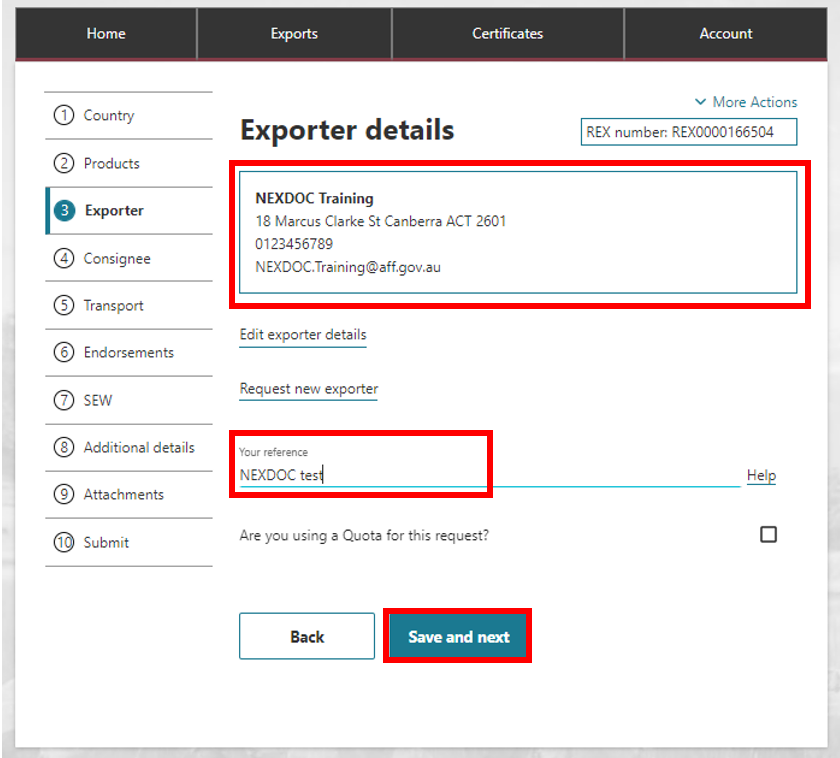 Home
Exports
Certificates
Account
1 Country
2 Products
3 Exporter
4 Consignee
5 Transport
6 Endorsements
7 SEW
8 Additional details
9 Attachments
10 Submit
More Actions
Exporter details
REX number: REX0000166504
NEXDOC Training
18 Marcus Clarke St Canberra ACT 2601
0123456789
NEXDOC.Training@aff.gov.au
Edit exporter details
Request new exporter
Your reference
NEXDOC test
Help
Are you using a Quota for this request?
Back
Save and next